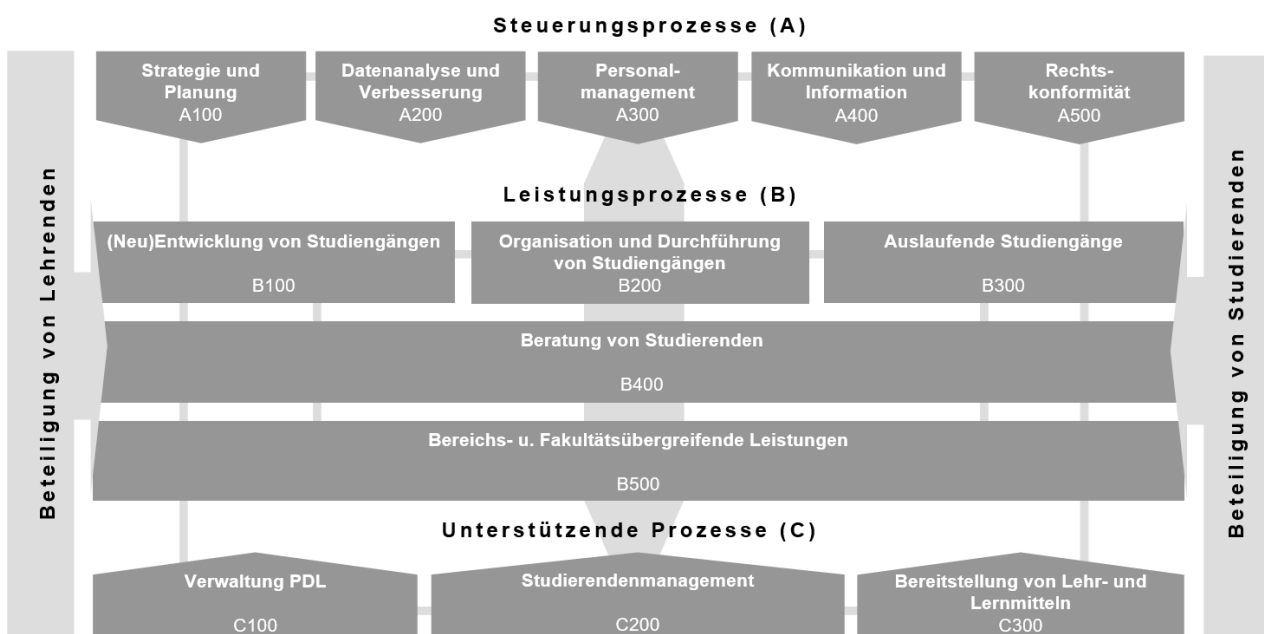 Steuerungsprozesse (A)
Strategie und
Planung
A100
Datenanalyse und
Verbesserung
A200
Personal-
management
A300
Kommunikation und
Information
A400
Rechts-
konformität
A500
Beteiligung von Lehrenden
Leistungsprozesse (B)
(Neu)Entwicklung von Studiengängen
B100
Organisation und Durchführung
von Studiengängen
B200
Auslaufende Studiengänge
B300
Beratung von Studierenden
B400
Bereichs- u. Fakultätsübergreifende Leistungen
B500
Beteiligung von Studierenden
Unterstützende Prozesse (C)
Verwaltung PDL
C100
Studierendenmanagement
C200
Bereitstellung von Lehr- und
Lernmitteln
C300